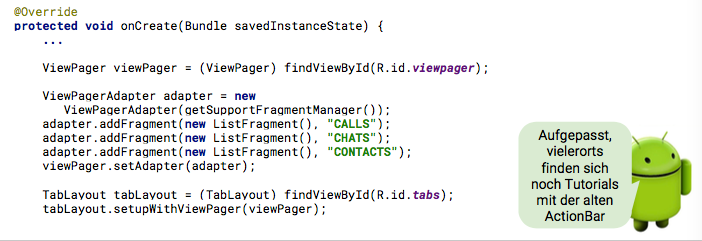 @Override
protected void onCreate(Bundle savedInstanceState) {
...
ViewPager viewPager = (ViewPager) findViewById(R.id.viewpager);
ViewPagerAdapter adapter = new
ViewPagerAdapter(getSupportFragmentManager());
adapter.addFragment(new ListFragment(), "CALLS");
adapter.addFragment(new ListFragment(), "CHATS");
adapter.addFragment(new ListFragment(), "CONTACTS");
viewPager.setAdapter(adapter);
TabLayout tabLayout = (TabLayout) findViewById(R.id.tabs);
tabLayout.setupWithViewPager(viewPager);
Aufgepasst,
vielerorts
finden sich
noch Tutorials
mit der alten
ActionBar